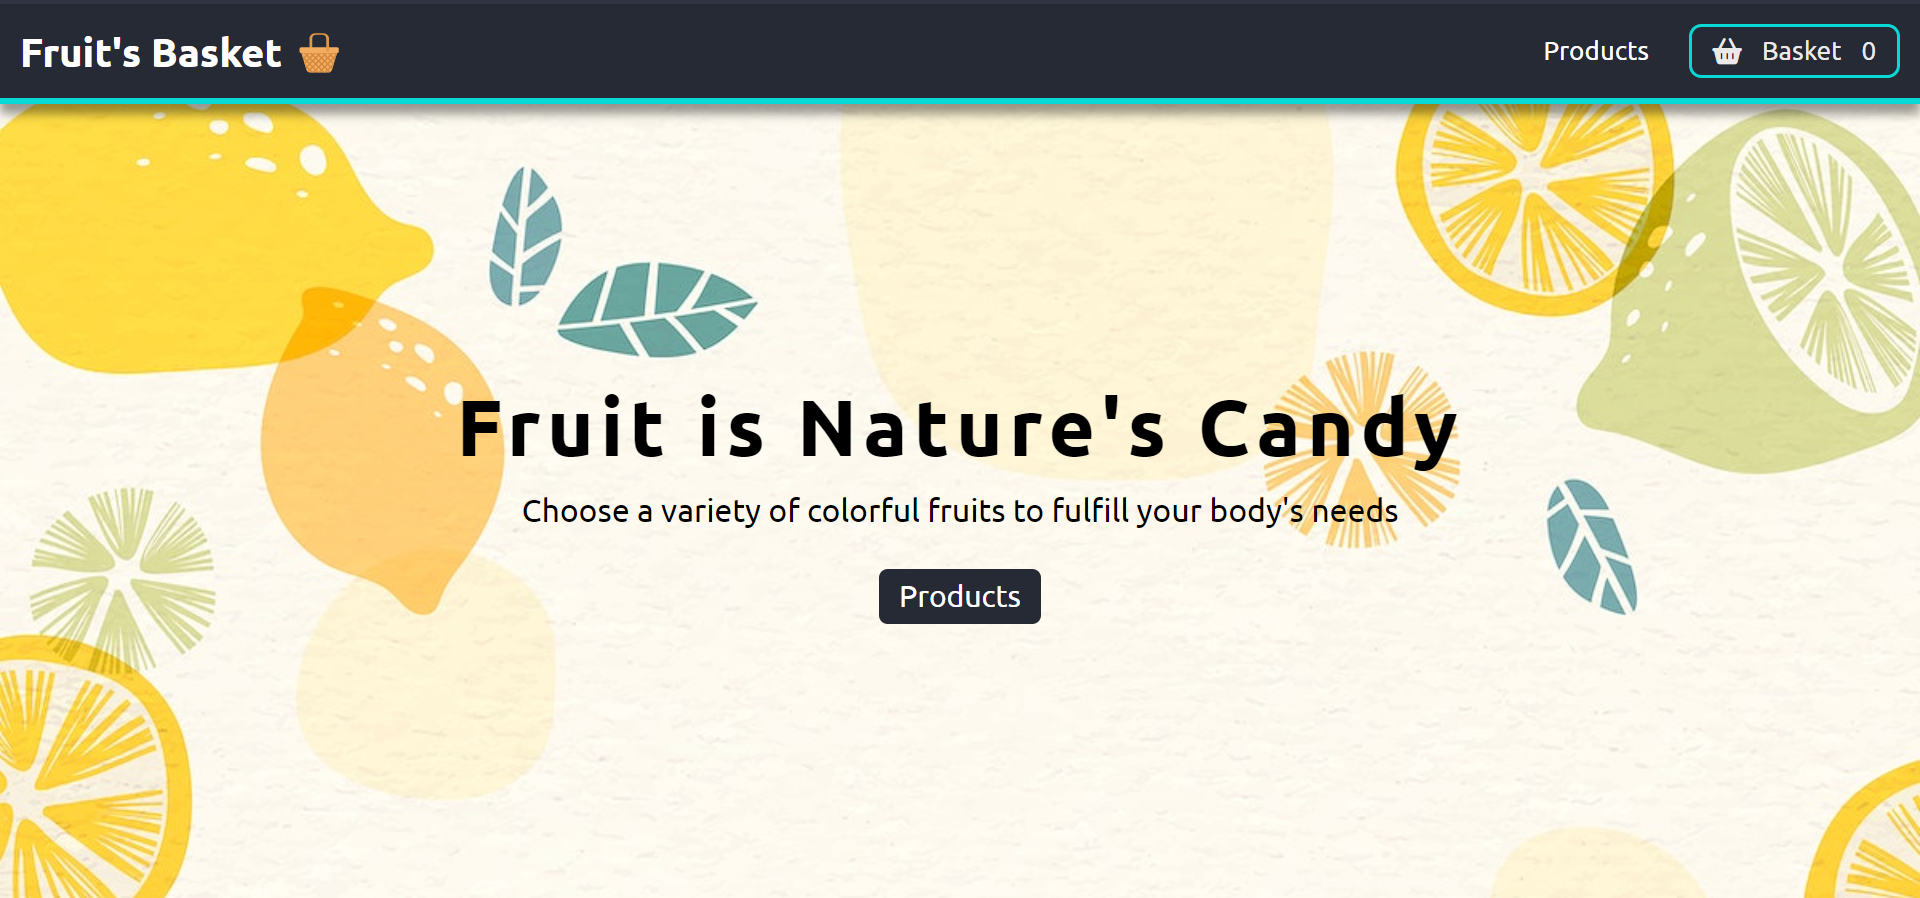 Fruit's Basket
Products
Basket 0
Fruit is Nature's Candy
Choose a variety of colorful fruits to fulfill your body's needs
Products